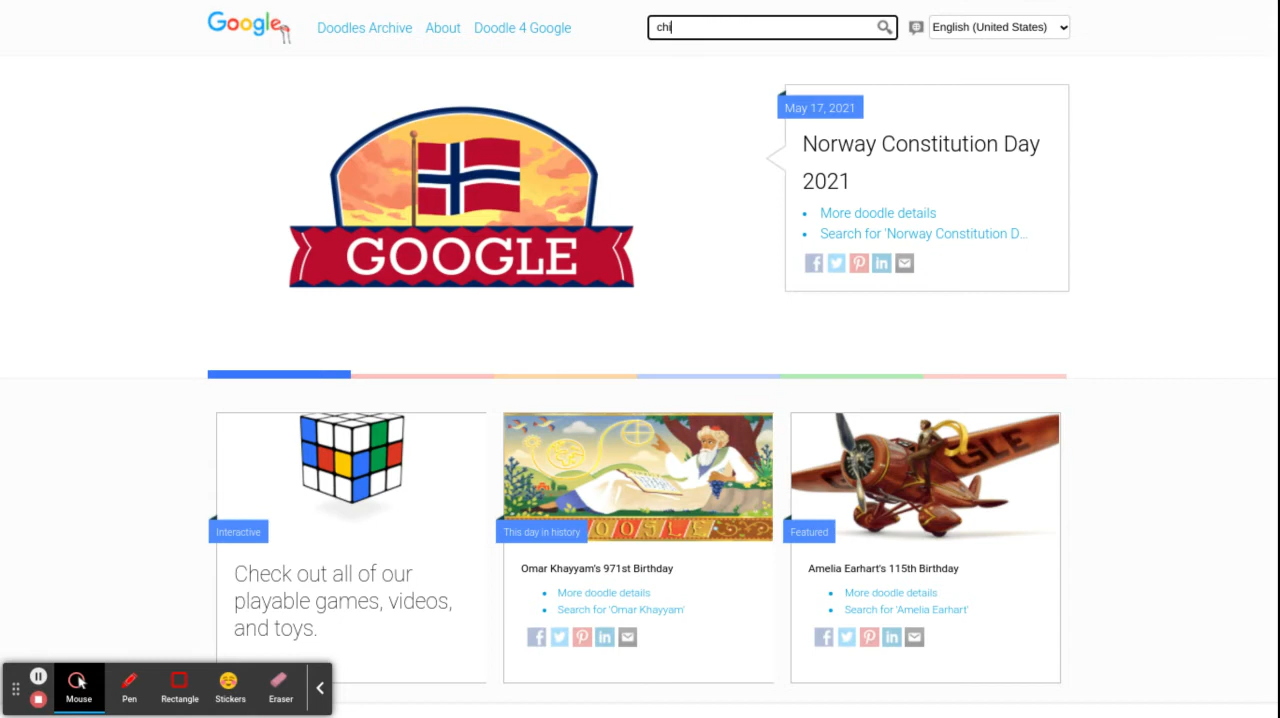 Google
Doodles Archive
About
Doodle 4 Google
chi
English (United States)
May 17, 2021
Norway Constitution Day
2021
More doodle details
Search for 'Norway Constitution D...
GOOGLE
Interactive
Check out all of our
playable games, videos,
and toys.
GOOGLE
This day in history
Omar Khayyam's 971st Birthday
More doodle details
Search for 'Omar Khayyam'
GLE
Featured
Amelia Earhart's 115th Birthday
More doodle details
Search for 'Amelia Earhart'
Mouse
Pen
Rectangle
Stickers
Eraser